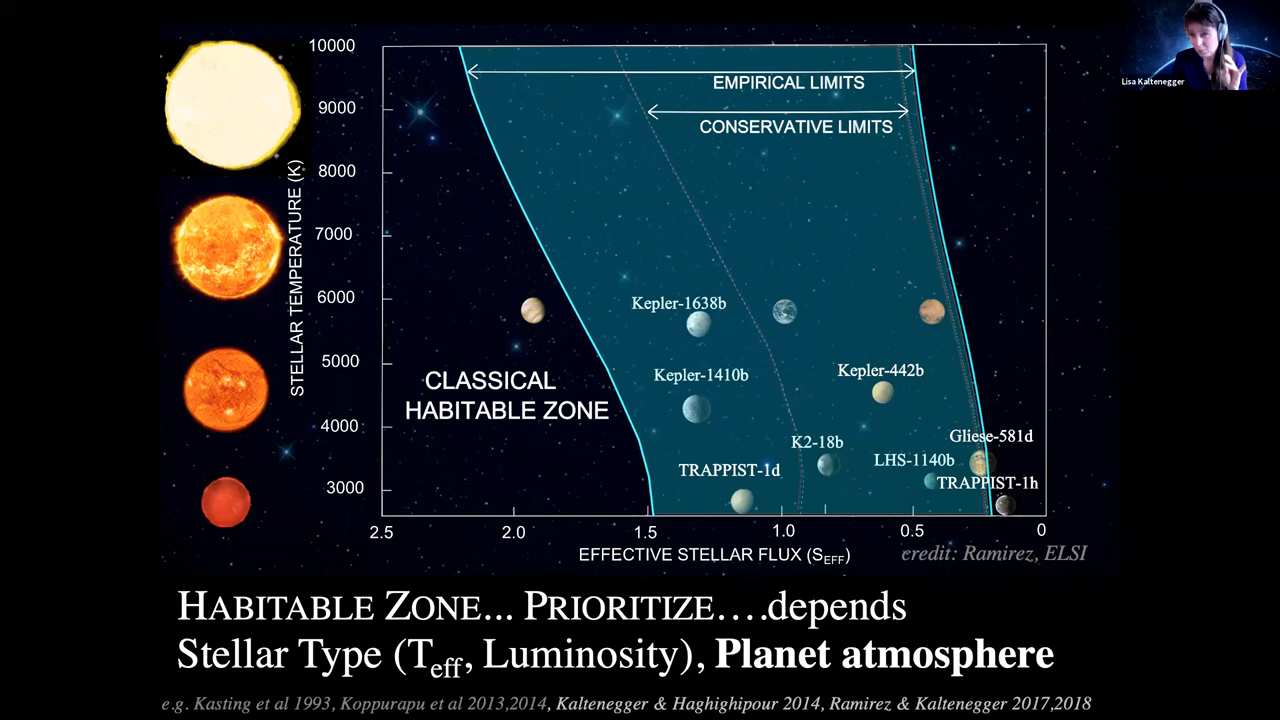 Lisa Kaltenegger
10000
9000
8000
7000
6000
5000
4000
3000
STELLAR TEMPERATURE (K)
EMPIRICAL LIMITS
CONSERVATIVE LIMITS
Kepler-1638b
Kepler-1410b
Kepler-442b
CLASSICAL
HABITABLE ZONE
K2-18b
Gliese-581d
LHS-1140b
TRAPPIST-1d
TRAPPIST-1h
2.5 2.0 1.5 1.0 0.5 0
EFFECTIVE STELLAR FLUX (SEFF)
credit: Ramirez, ELSI
HABITABLE ZONE... PRIORITIZE....depends
Stellar Type (Teff, Luminosity), Planet atmosphere
e.g. Kasting et al 1993, Koppurapu et al 2013,2014, Kaltenegger & Haghighipour 2014, Ramirez & Kaltenegger 2017,2018